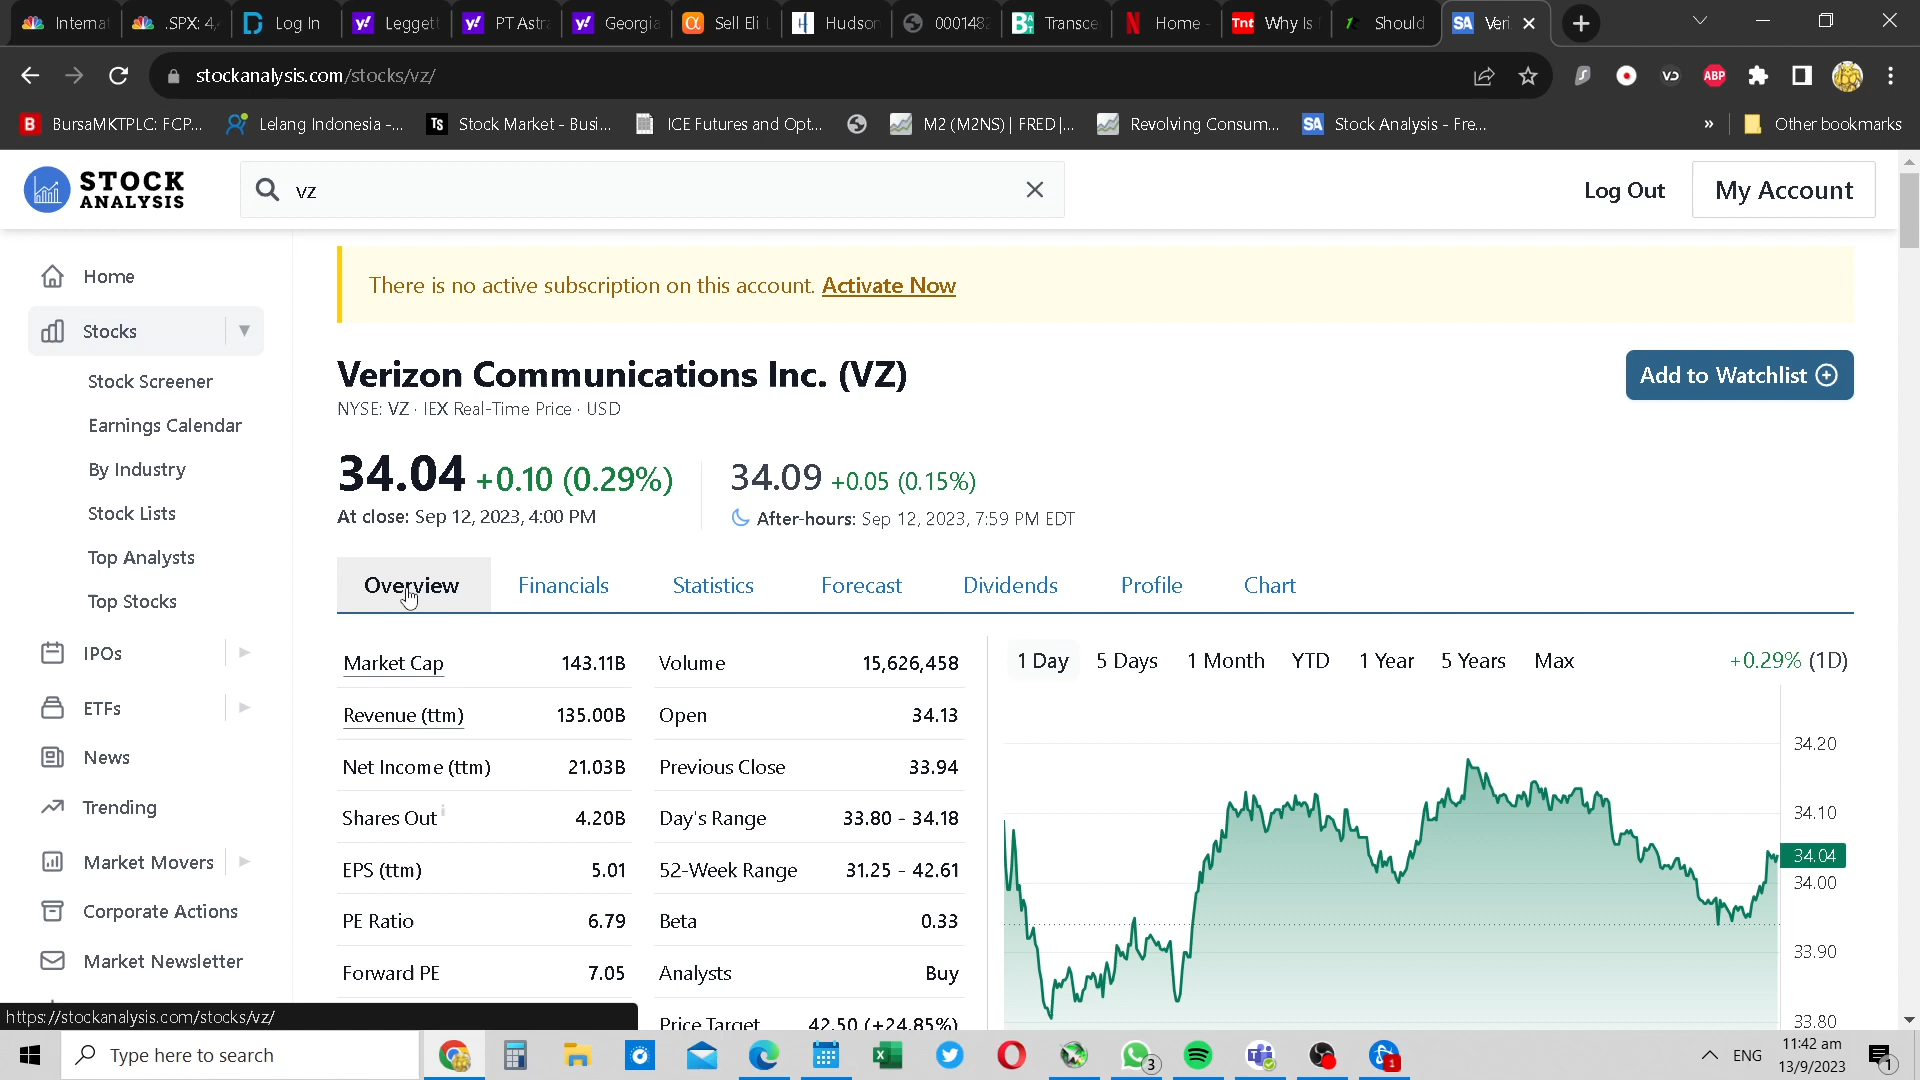 Interna
.SPX: 4,
Log In
Leggett
PT Astra
Georgia
Sell Eli L
Hudson
0001482
Transce
Home -
Why Is
Should
Veri
stockanalysis.com/stocks/vz/
BursaMKTPLC: FCP...
Lelang Indonesia -...
Stock Market - Busi...
ICE Futures and Opt...
M2 (M2NS) | FRED |...
Revolving Consum...
Stock Analysis - Fre...
»
Other bookmarks
STOCK
ANALYSIS
vz
Log Out
My Account
Home
Stocks
Stock Screener
Earnings Calendar
By Industry
Stock Lists
Top Analysts
Top Stocks
IPOs
ETFs
News
Trending
Market Movers
Corporate Actions
Market Newsletter
There is no active subscription on this account. Activate Now
Verizon Communications Inc. (VZ)
NYSE: VZ · IEX Real-Time Price · USD
Add to Watchlist
34.04 +0.10 (0.29%)
At close: Sep 12, 2023, 4:00 PM
34.09 +0.05 (0.15%)
After-hours: Sep 12, 2023, 7:59 PM EDT
Overview
Financials
Statistics
Forecast
Dividends
Profile
Chart
Market Cap 143.11B
Revenue (ttm) 135.00B
Net Income (ttm) 21.03B
Shares Out 4.20B
EPS (ttm) 5.01
PE Ratio 6.79
Forward PE 7.05
Volume 15,626,458
Open 34.13
Previous Close 33.94
Day's Range 33.80 - 34.18
52-Week Range 31.25 - 42.61
Beta 0.33
Analysts Buy
Price Target 42.50 (+24.85%)
1 Day
5 Days
1 Month
YTD
1 Year
5 Years
Max
+0.29% (1D)
34.20
34.10
34.04
34.00
33.90
33.80
https://stockanalysis.com/stocks/vz/
Type here to search
3
1
ENG
11:42 am
13/9/2023
1